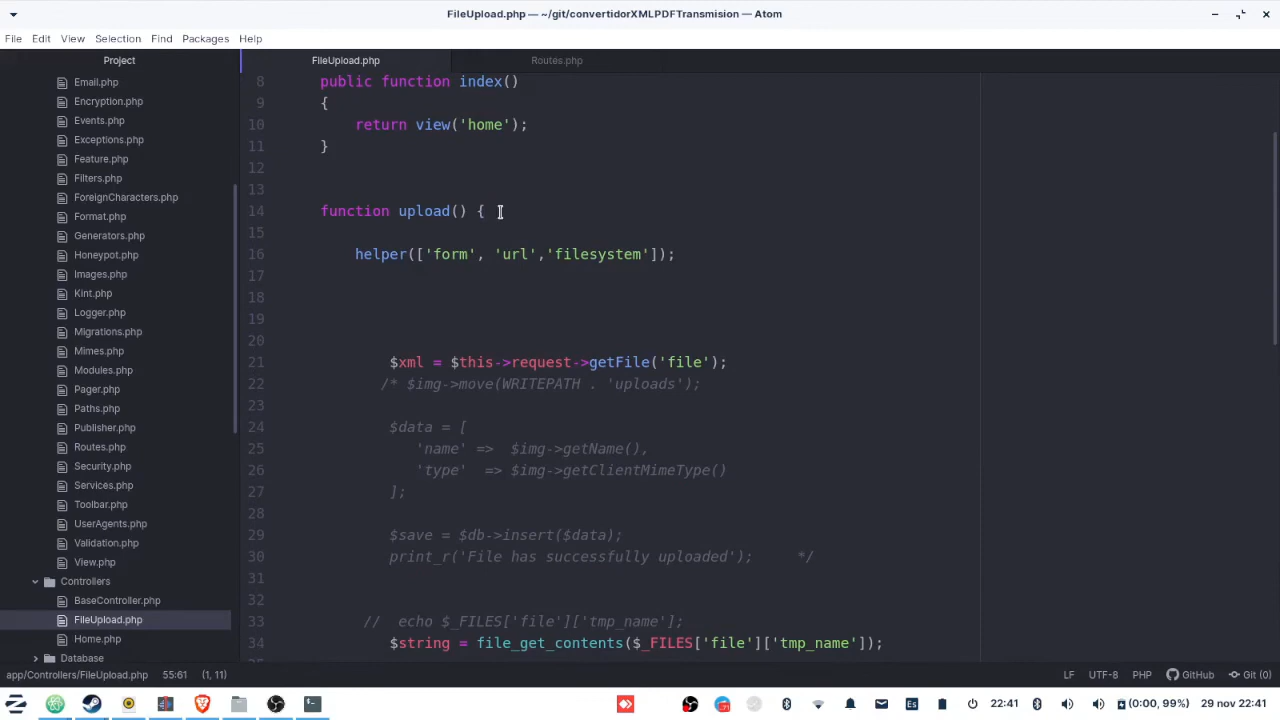 FileUpload.php — ~/git/convertidorXMLPDFTransmision — Atom
File Edit View Selection Find Packages Help
Project
FileUpload.php
Routes.php
Email.php
Encryption.php
Events.php
Exceptions.php
Feature.php
Filters.php
ForeignCharacters.php
Format.php
Generators.php
Honeypot.php
Images.php
Kint.php
Logger.php
Migrations.php
Mimes.php
Modules.php
Pager.php
Paths.php
Publisher.php
Routes.php
Security.php
Services.php
Toolbar.php
UserAgents.php
Validation.php
View.php
Controllers
BaseController.php
FileUpload.php
Home.php
Database
8 public function index()
9 {
10 return view('home');
11 }
12
13
14 function upload() {
15
16 helper(['form', 'url','filesystem']);
17
18
19
20
21 $xml = $this->request->getFile('file');
22 /* $img->move(WRITEPATH . 'uploads');
23
24 $data = [
25 'name' => $img->getName(),
26 'type' => $img->getClientMimeType()
27 ];
28
29 $save = $db->insert($data);
30 print_r('File has successfully uploaded'); */
31
32
33 // echo $_FILES['file']['tmp_name'];
34 $string = file_get_contents($_FILES['file']['tmp_name']);
app/Controllers/FileUpload.php 55:61 (1, 11) LF UTF-8 PHP GitHub Git (0)
22:41 Es (0:00, 99%) 29 nov 22:41